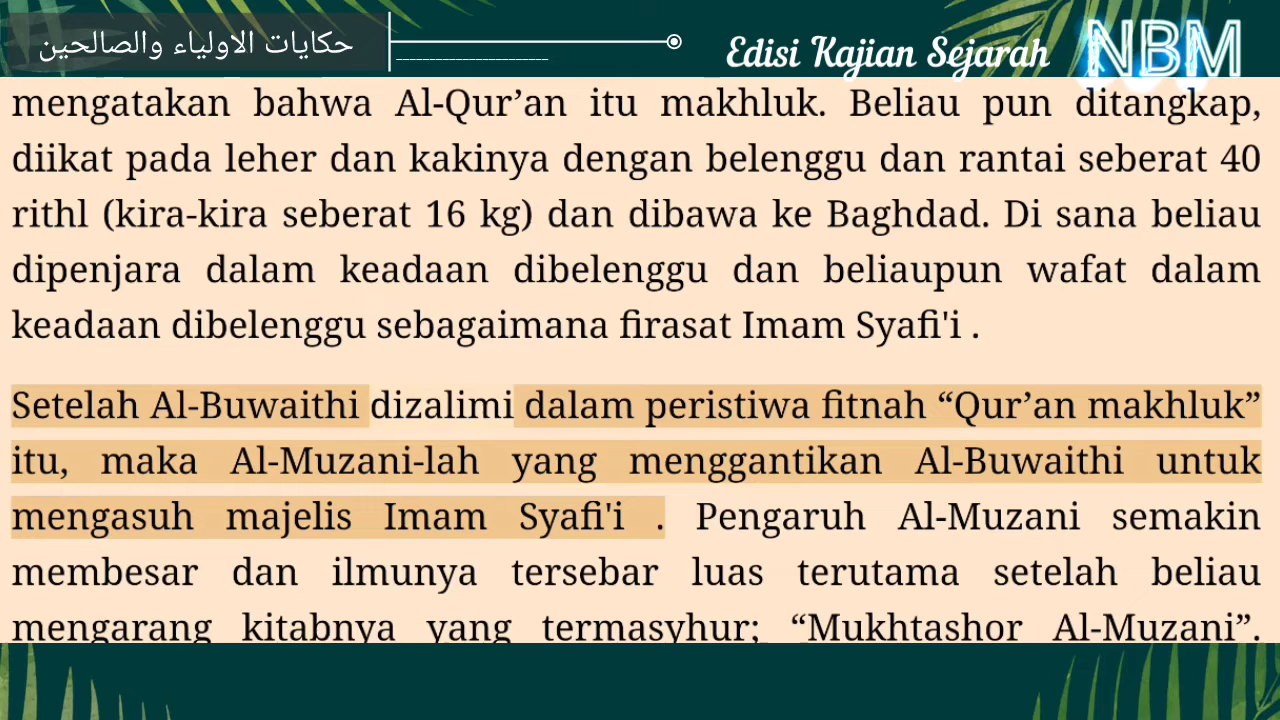 حكايات الاولياء والصالحين
Edisi Kajian Sejarah
NBM
mengatakan bahwa Al-Qur’an itu makhluk. Beliau pun ditangkap,
diikat pada leher dan kakinya dengan belenggu dan rantai seberat 40
rithl (kira-kira seberat 16 kg) dan dibawa ke Baghdad. Di sana beliau
dipenjara dalam keadaan dibelenggu dan beliaupun wafat dalam
keadaan dibelenggu sebagaimana firasat Imam Syafi'i .
Setelah Al-Buwaithi dizalimi dalam peristiwa fitnah “Qur’an makhluk”
itu, maka Al-Muzani-lah yang menggantikan Al-Buwaithi untuk
mengasuh majelis Imam Syafi'i . Pengaruh Al-Muzani semakin
membesar dan ilmunya tersebar luas terutama setelah beliau
mengarang kitabnya yang termasyhur; “Mukhtashor Al-Muzani”.